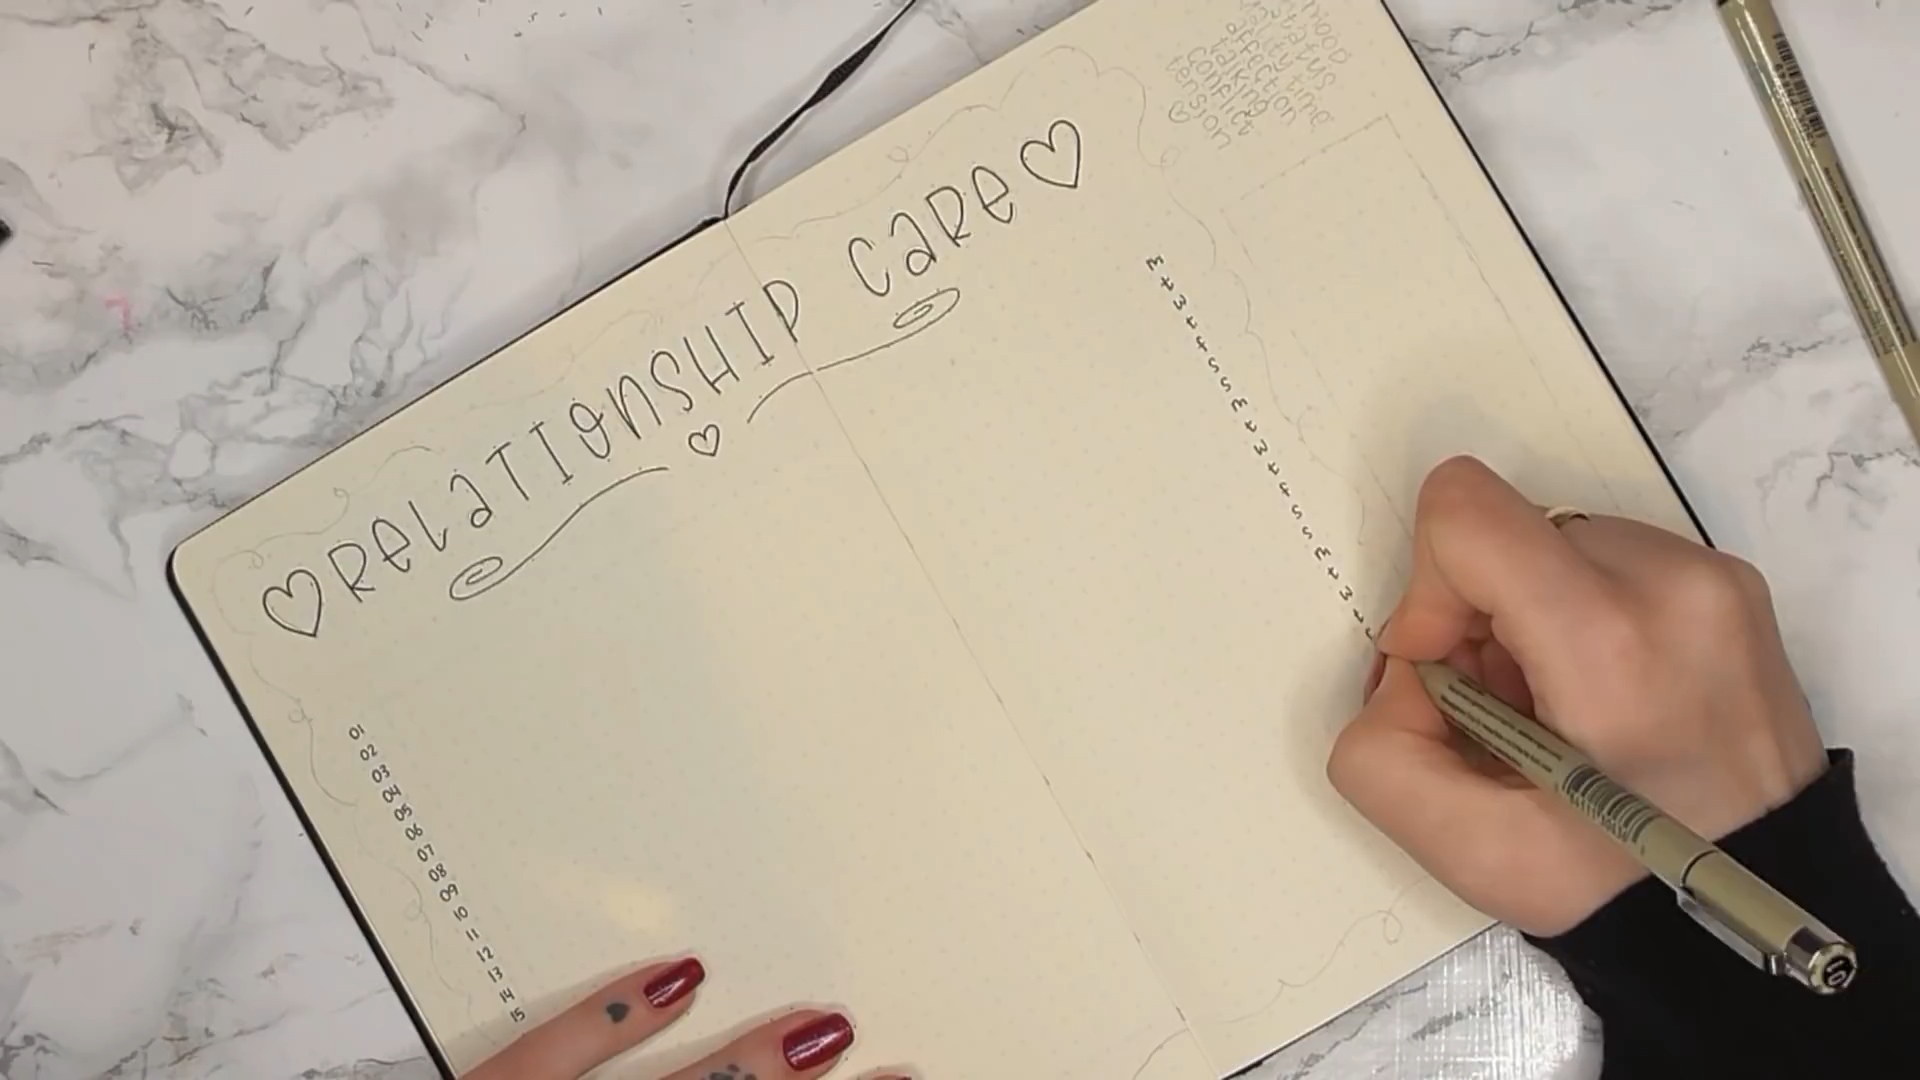 mood
status
time
affection
talking
conflict
tension
♡ RELATIONSHIP CARE ♡
01
02
03
04
05
06
07
08
09
10
11
12
13
14
15
m
t
w
t
f
s
s
m
t
w
t
f
s
s
m
t
w
t